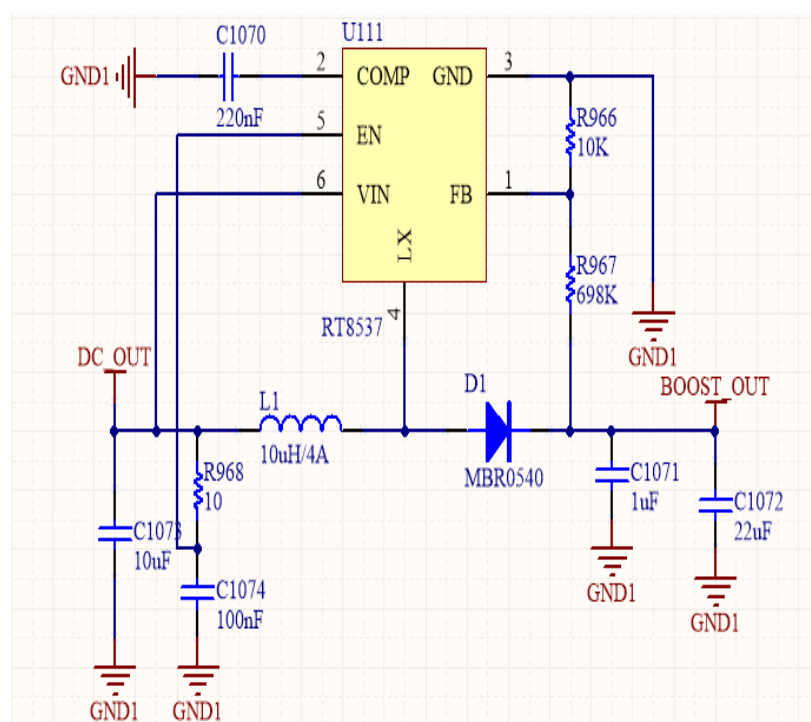 C1070
U111
GND1
2
COMP
GND
3
220nF
R966
10K
5
EN
6
VIN
FB
1
LX
R967
698K
4
RT8537
GND1
DC_OUT
BOOST_OUT
L1
10uH/4A
D1
MBR0540
R968
10
C1071
1uF
C1072
22uF
C1073
10uF
C1074
100nF
GND1
GND1
GND1
GND1